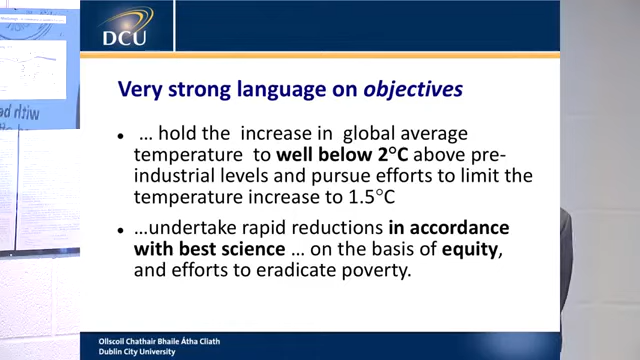 DCU
Very strong language on objectives
• … hold the increase in global average
temperature to well below 2°C above pre-
industrial levels and pursue efforts to limit the
temperature increase to 1.5°C
• …undertake rapid reductions in accordance
with best science … on the basis of equity,
and efforts to eradicate poverty.
Ollscoil Chathair Bhaile Átha Cliath
Dublin City University